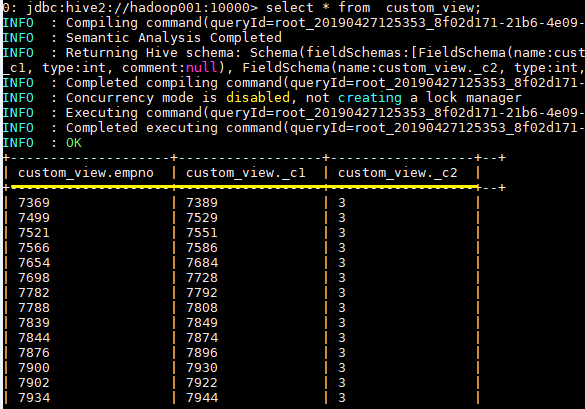 0: jdbc:hive2://hadoop001:10000> select * from  custom_view;
INFO  : Compiling command(queryId=root_20190427125353_8f02d171-21b6-4e09-
INFO  : Semantic Analysis Completed
INFO  : Returning Hive schema: Schema(fieldSchemas:[FieldSchema(name:cust
_c1, type:int, comment:null), FieldSchema(name:custom_view._c2, type:int,
INFO  : Completed compiling command(queryId=root_20190427125353_8f02d171-
INFO  : Concurrency mode is disabled, not creating a lock manager
INFO  : Executing command(queryId=root_20190427125353_8f02d171-21b6-4e09-
INFO  : Completed executing command(queryId=root_20190427125353_8f02d171-
INFO  : OK
+--------------------+------------------+------------------+--+
| custom_view.empno  | custom_view._c1  | custom_view._c2  |
+--------------------+------------------+------------------+--+
| 7369               | 7389             | 3                |
| 7499               | 7529             | 3                |
| 7521               | 7551             | 3                |
| 7566               | 7586             | 3                |
| 7654               | 7684             | 3                |
| 7698               | 7728             | 3                |
| 7782               | 7792             | 3                |
| 7788               | 7808             | 3                |
| 7839               | 7849             | 3                |
| 7844               | 7874             | 3                |
| 7876               | 7896             | 3                |
| 7900               | 7930             | 3                |
| 7902               | 7922             | 3                |
| 7934               | 7944             | 3                |